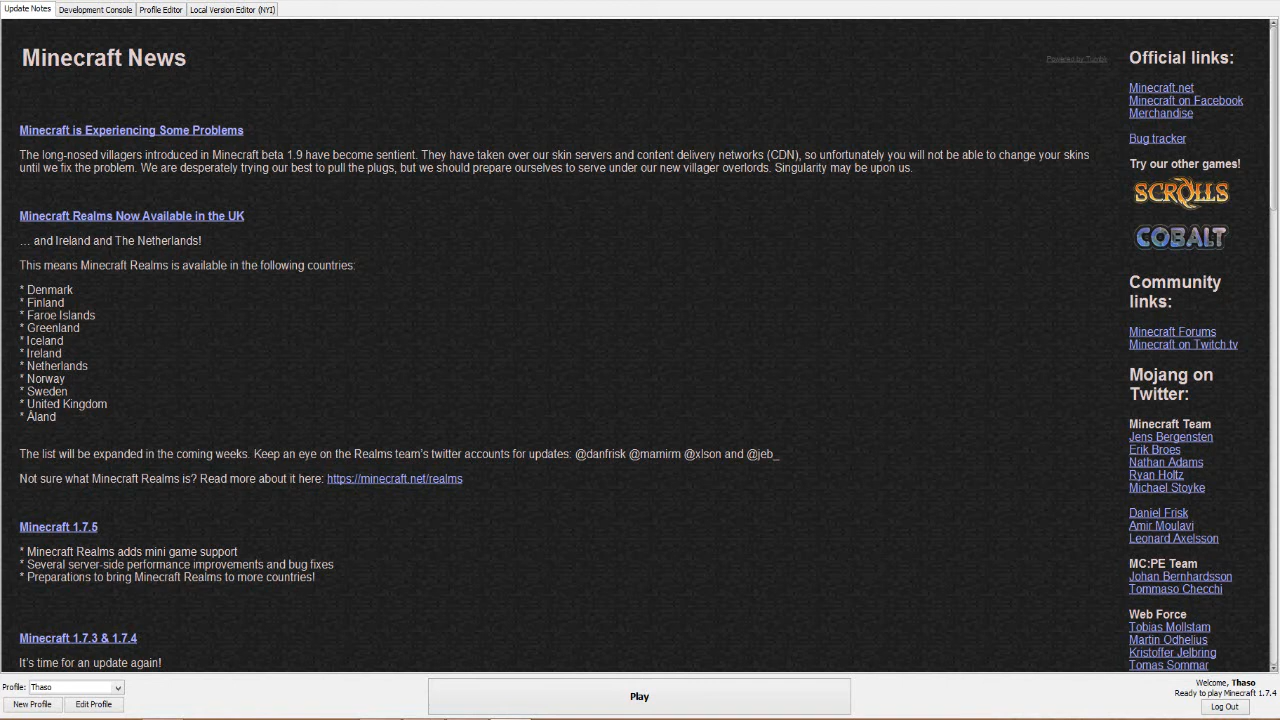 Update Notes
Development Console
Profile Editor
Local Version Editor (NYI)
Minecraft News
Powered by Tumblr
Minecraft is Experiencing Some Problems
The long-nosed villagers introduced in Minecraft beta 1.9 have become sentient. They have taken over our skin servers and content delivery networks (CDN), so unfortunately you will not be able to change your skins
until we fix the problem. We are desperately trying our best to pull the plugs, but we should prepare ourselves to serve under our new villager overlords. Singularity may be upon us.
Minecraft Realms Now Available in the UK
… and Ireland and The Netherlands!
This means Minecraft Realms is available in the following countries:
* Denmark
* Finland
* Faroe Islands
* Greenland
* Iceland
* Ireland
* Netherlands
* Norway
* Sweden
* United Kingdom
* Åland
The list will be expanded in the coming weeks. Keep an eye on the Realms team's twitter accounts for updates: @danfrisk @mamirm @xlson and @jeb_
Not sure what Minecraft Realms is? Read more about it here: https://minecraft.net/realms
Minecraft 1.7.5
* Minecraft Realms adds mini game support
* Several server-side performance improvements and bug fixes
* Preparations to bring Minecraft Realms to more countries!
Minecraft 1.7.3 & 1.7.4
It's time for an update again!
Official links:
Minecraft.net
Minecraft on Facebook
Merchandise
Bug tracker
Try our other games!
SCROLLS
COBALT
Community
links:
Minecraft Forums
Minecraft on Twitch.tv
Mojang on
Twitter:
Minecraft Team
Jens Bergensten
Erik Broes
Nathan Adams
Ryan Holtz
Michael Stoyke
Daniel Frisk
Amir Moulavi
Leonard Axelsson
MC:PE Team
Johan Bernhardsson
Tommaso Checchi
Web Force
Tobias Mollstam
Martin Odhelius
Kristoffer Jelbring
Tomas Sommar
Profile: Thaso
New Profile
Edit Profile
Play
Welcome, Thaso
Ready to play Minecraft 1.7.4
Log Out